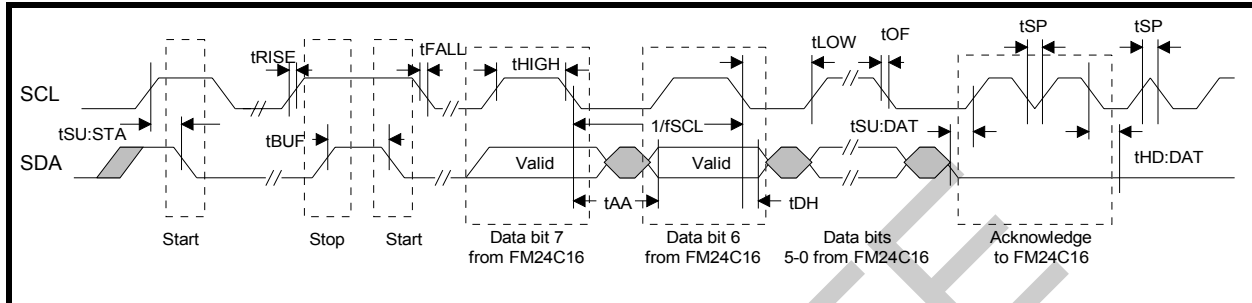 tSP
tSP
tRISE
tFALL
tHIGH
tLOW
tOF
SCL
tSU:STA
tBUF
1/fSCL
tSU:DAT
tHD:DAT
SDA
Valid
Valid
tAA
tDH
Start
Stop
Start
Data bit 7
from FM24C16
Data bit 6
from FM24C16
Data bits
5-0 from FM24C16
Acknowledge
to FM24C16